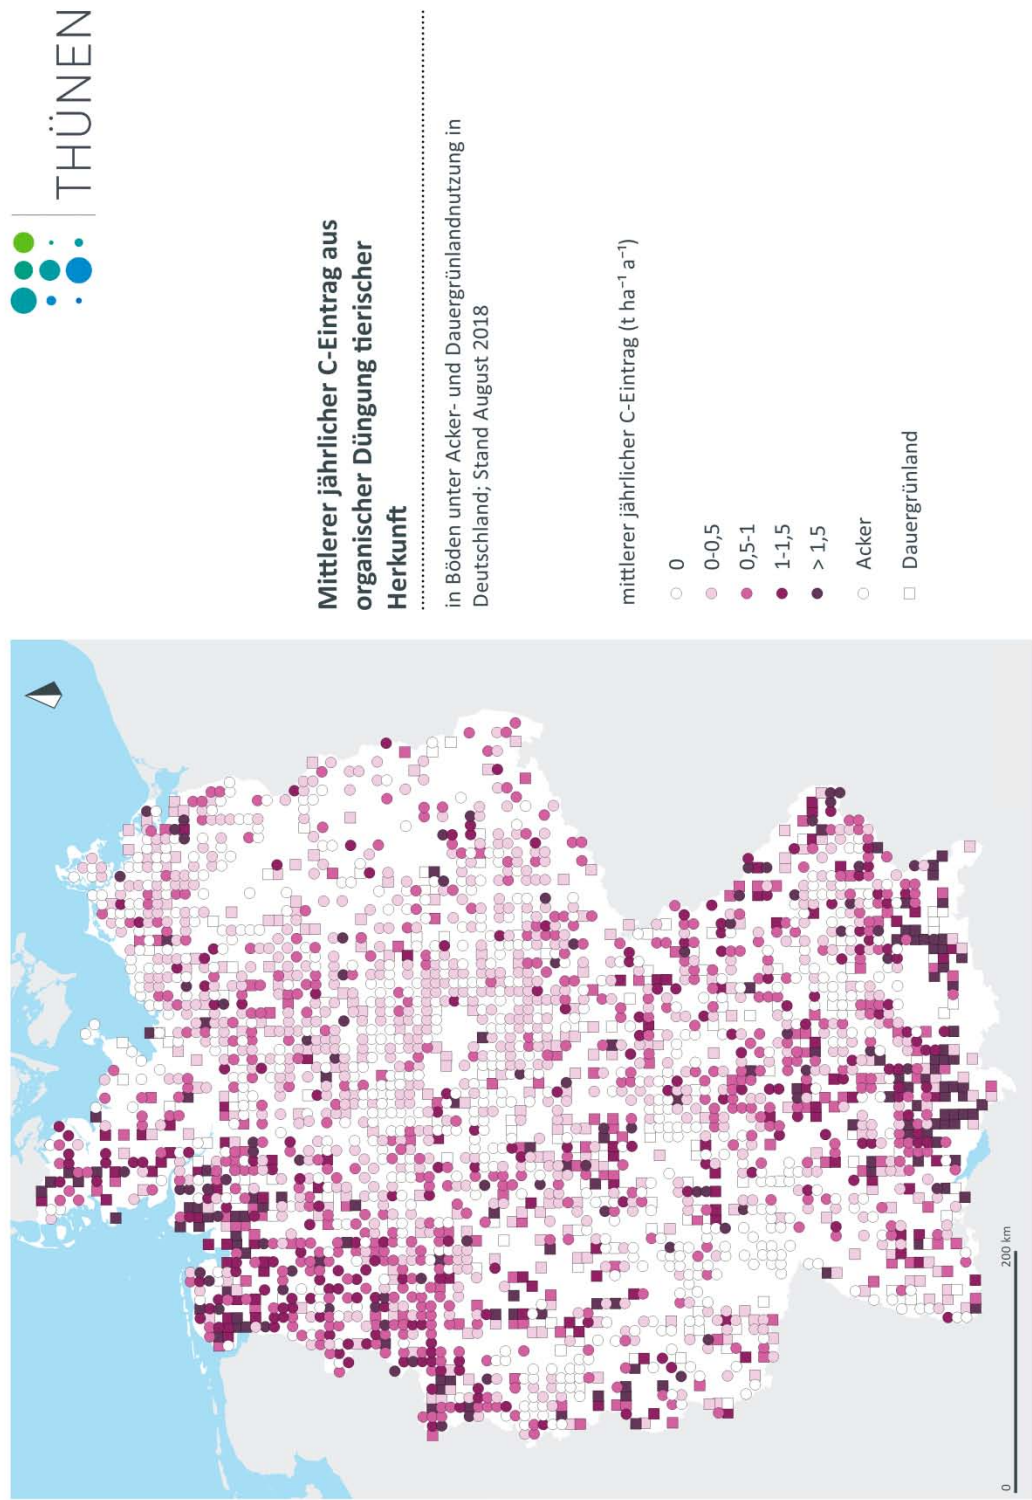 THÜNEN
Mittlerer jährlicher C-Eintrag aus
organischer Düngung tierischer
Herkunft
in Böden unter Acker- und Dauergrünlandnutzung in
Deutschland; Stand August 2018
mittlerer jährlicher C-Eintrag (t ha⁻¹ a⁻¹)
0
0-0,5
0,5-1
1-1,5
> 1,5
Acker
Dauergrünland
0 200 km